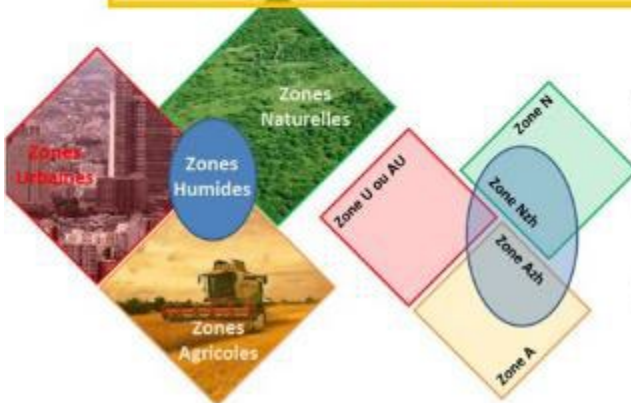 Zones
Naturelles
Zones
Urbaines
Zones
Humides
Zones
Agricoles
Zone N
Zone U ou AU
Zone Nzh
Zone Azh
Zone A